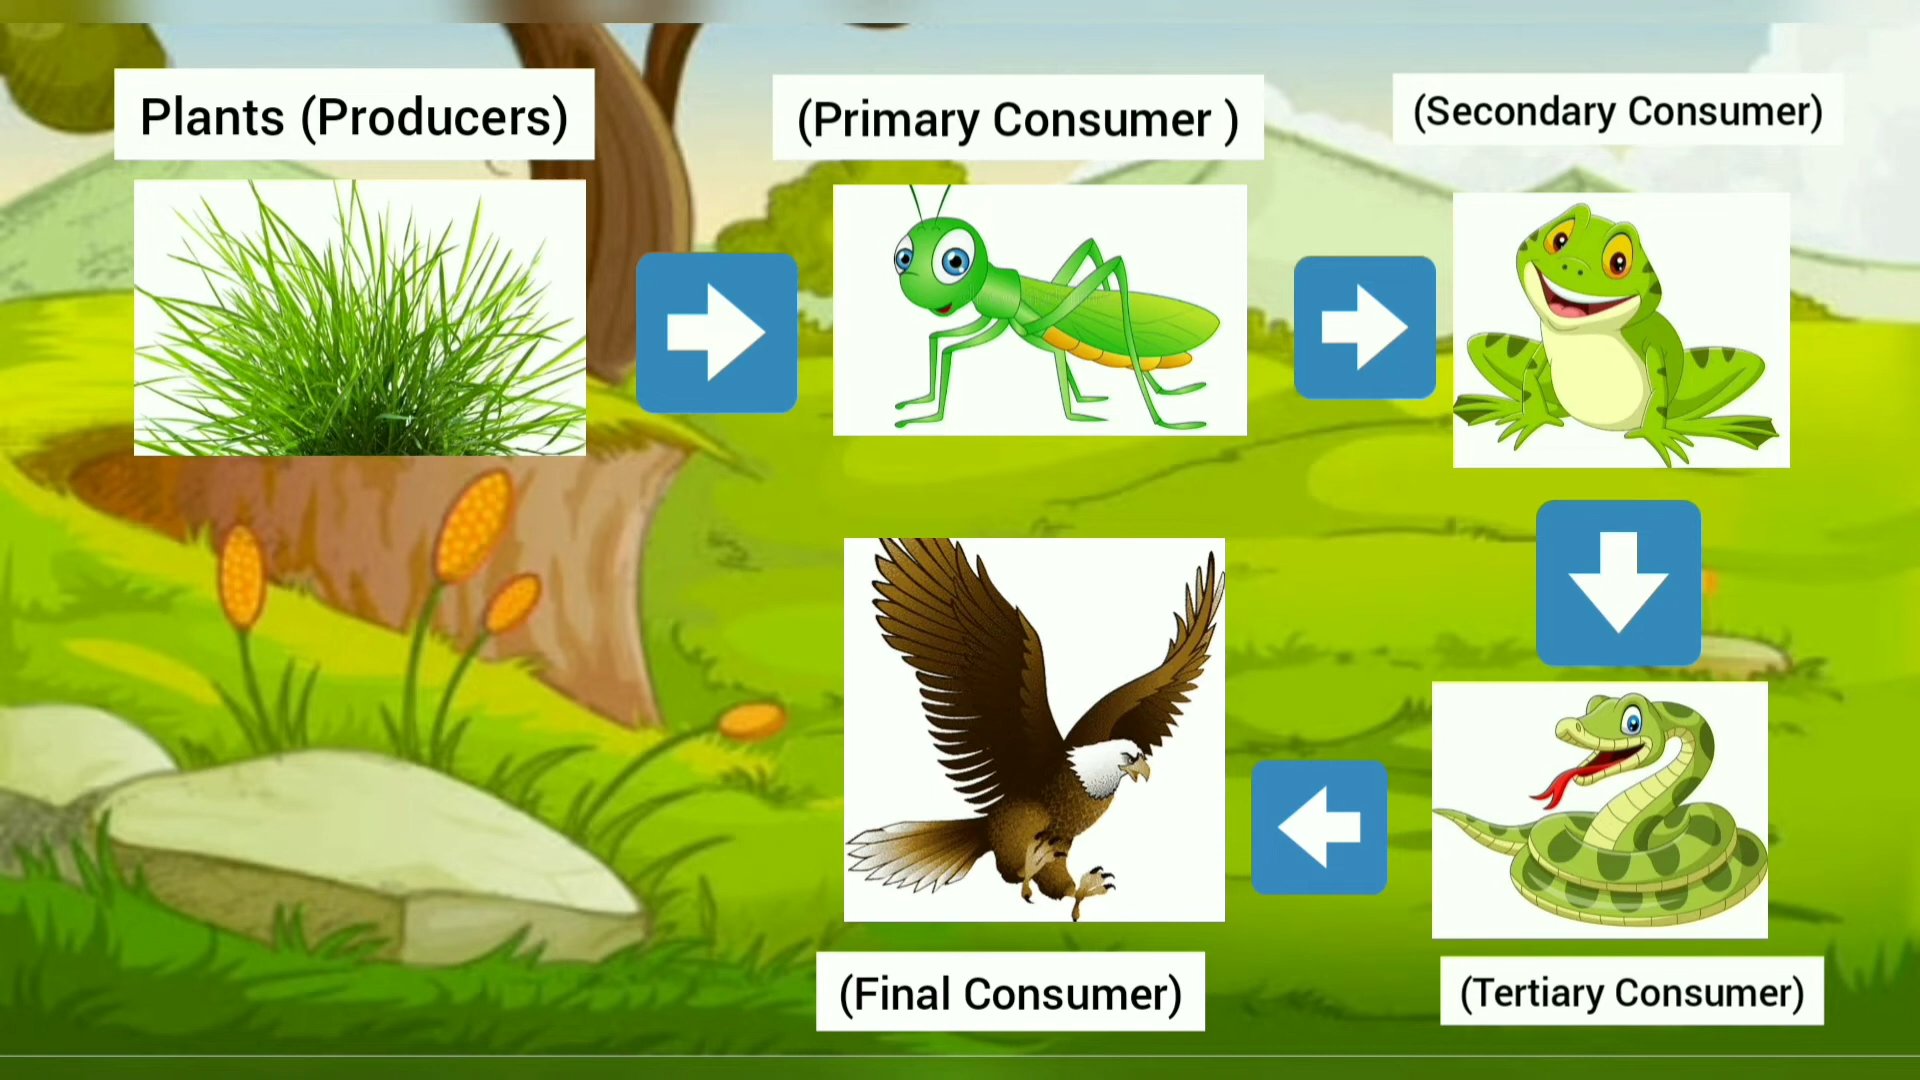 Plants (Producers)
(Primary Consumer )
(Secondary Consumer)
(Final Consumer)
(Tertiary Consumer)